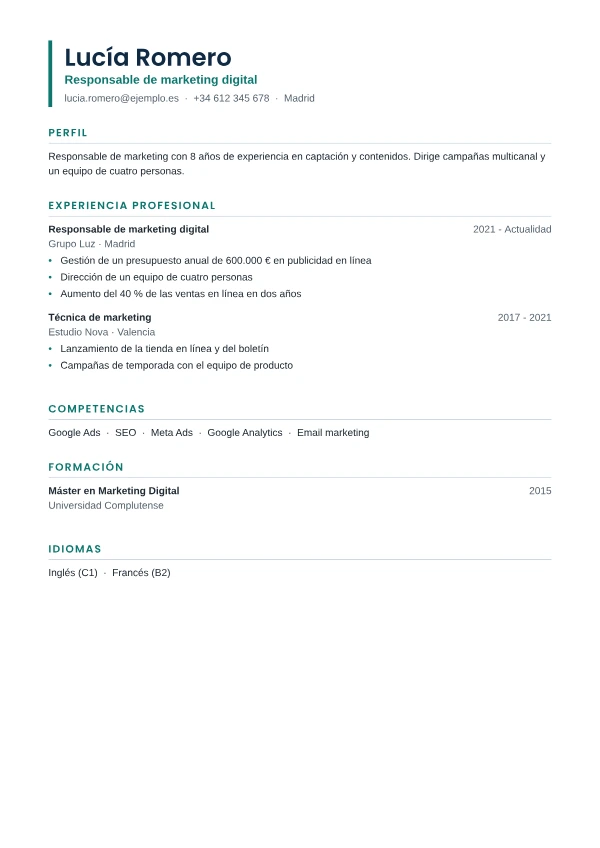 Lucía Romero
Responsable de marketing digital
lucia.romero@ejemplo.es · +34 612 345 678 · Madrid
PERFIL
Responsable de marketing con 8 años de experiencia en captación y contenidos. Dirige campañas multicanal y
un equipo de cuatro personas.
EXPERIENCIA PROFESIONAL
Responsable de marketing digital 2021 - Actualidad
Grupo Luz · Madrid
• Gestión de un presupuesto anual de 600.000 € en publicidad en línea
• Dirección de un equipo de cuatro personas
• Aumento del 40 % de las ventas en línea en dos años
Técnica de marketing 2017 - 2021
Estudio Nova · Valencia
• Lanzamiento de la tienda en línea y del boletín
• Campañas de temporada con el equipo de producto
COMPETENCIAS
Google Ads · SEO · Meta Ads · Google Analytics · Email marketing
FORMACIÓN
Máster en Marketing Digital 2015
Universidad Complutense
IDIOMAS
Inglés (C1) · Francés (B2)